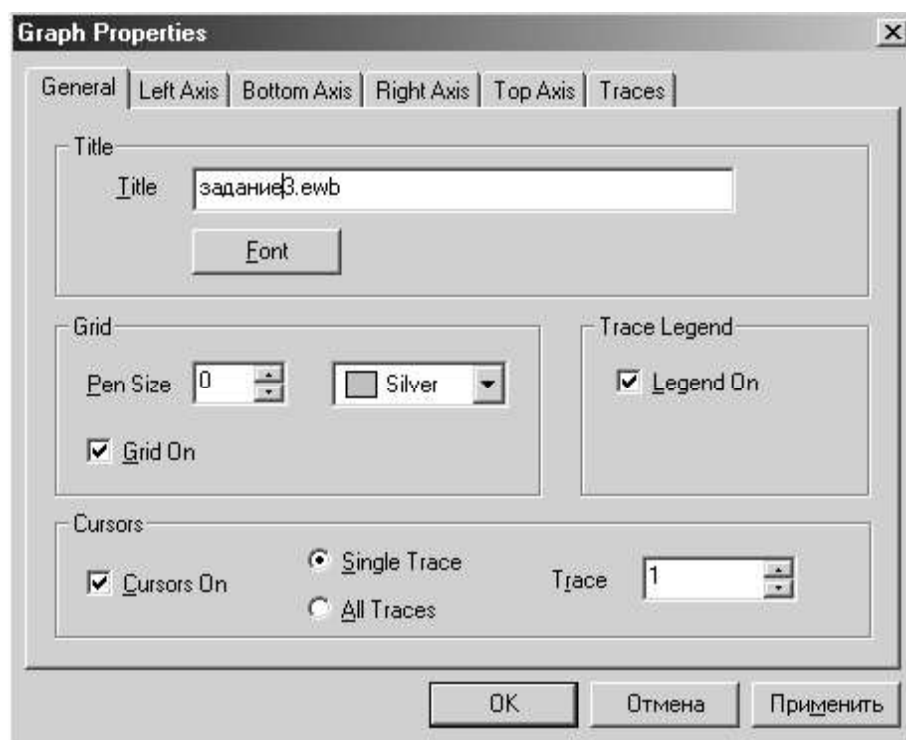 Graph Properties
General Left Axis Bottom Axis Right Axis Top Axis Traces
Title
Title задание3.ewb
Font
Grid
Pen Size 0 Silver
Grid On
Trace Legend
Legend On
Cursors
Cursors On
Single Trace
All Traces
Trace 1
OK Отмена Применить